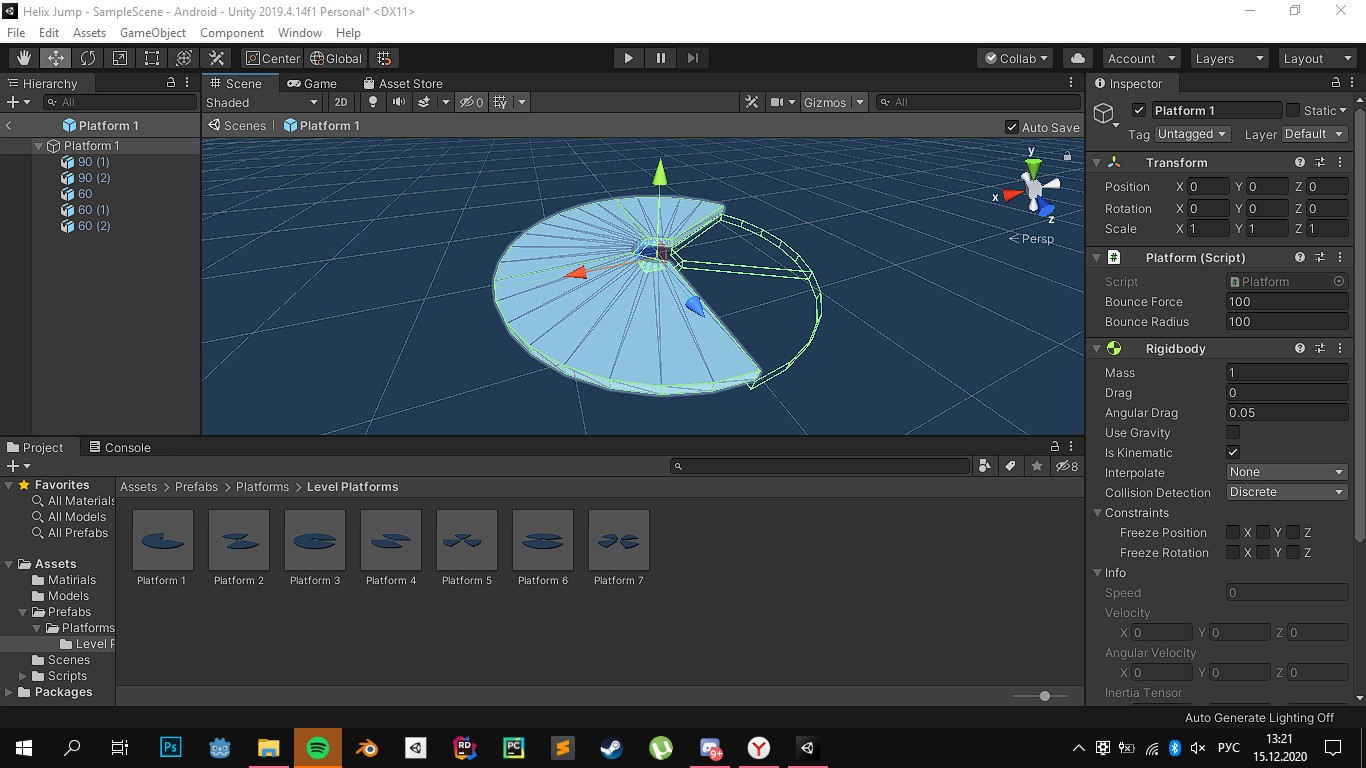 Helix Jump - SampleScene - Android - Unity 2019.4.14f1 Personal* <DX11>
File Edit Assets GameObject Component Window Help
Center Global Collab Account Layers Layout
Hierarchy
All
Platform 1
Platform 1
90 (1)
90 (2)
60
60 (1)
60 (2)
Scene Game Asset Store
Shaded 2D 0 Gizmos All
Scenes Platform 1 Auto Save
y
x
z
Persp
Inspector
Platform 1 Static
Tag Untagged Layer Default
Transform
Position X 0 Y 0 Z 0
Rotation X 0 Y 0 Z 0
Scale X 1 Y 1 Z 1
Platform (Script)
Script Platform
Bounce Force 100
Bounce Radius 100
Rigidbody
Mass 1
Drag 0
Angular Drag 0.05
Use Gravity
Is Kinematic
Interpolate None
Collision Detection Discrete
Constraints
Freeze Position X Y Z
Freeze Rotation X Y Z
Info
Speed 0
Velocity
X 0 Y 0 Z 0
Angular Velocity
X 0 Y 0 Z 0
Inertia Tensor
Project Console
8
Favorites
All Materials
All Models
All Prefabs
Assets
Matirials
Models
Prefabs
Platforms
Level P
Scenes
Scripts
Packages
Assets > Prefabs > Platforms > Level Platforms
Platform 1 Platform 2 Platform 3 Platform 4 Platform 5 Platform 6 Platform 7
Auto Generate Lighting Off
Ps RD PC 9+ РУС 13:21
15.12.2020